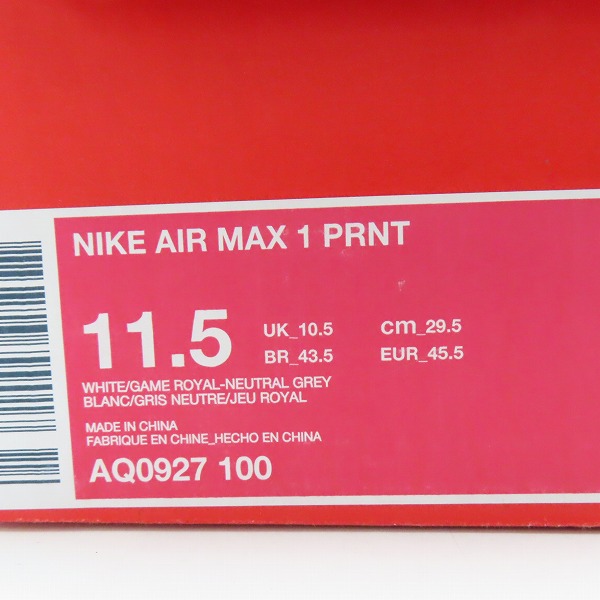 NIKE AIR MAX 1 PRNT
11.5 UK_10.5 cm_29.5
BR_43.5 EUR_45.5
WHITE/GAME ROYAL-NEUTRAL GREY
BLANC/GRIS NEUTRE/JEU ROYAL
MADE IN CHINA
FABRIQUE EN CHINE_HECHO EN CHINA
AQ0927 100